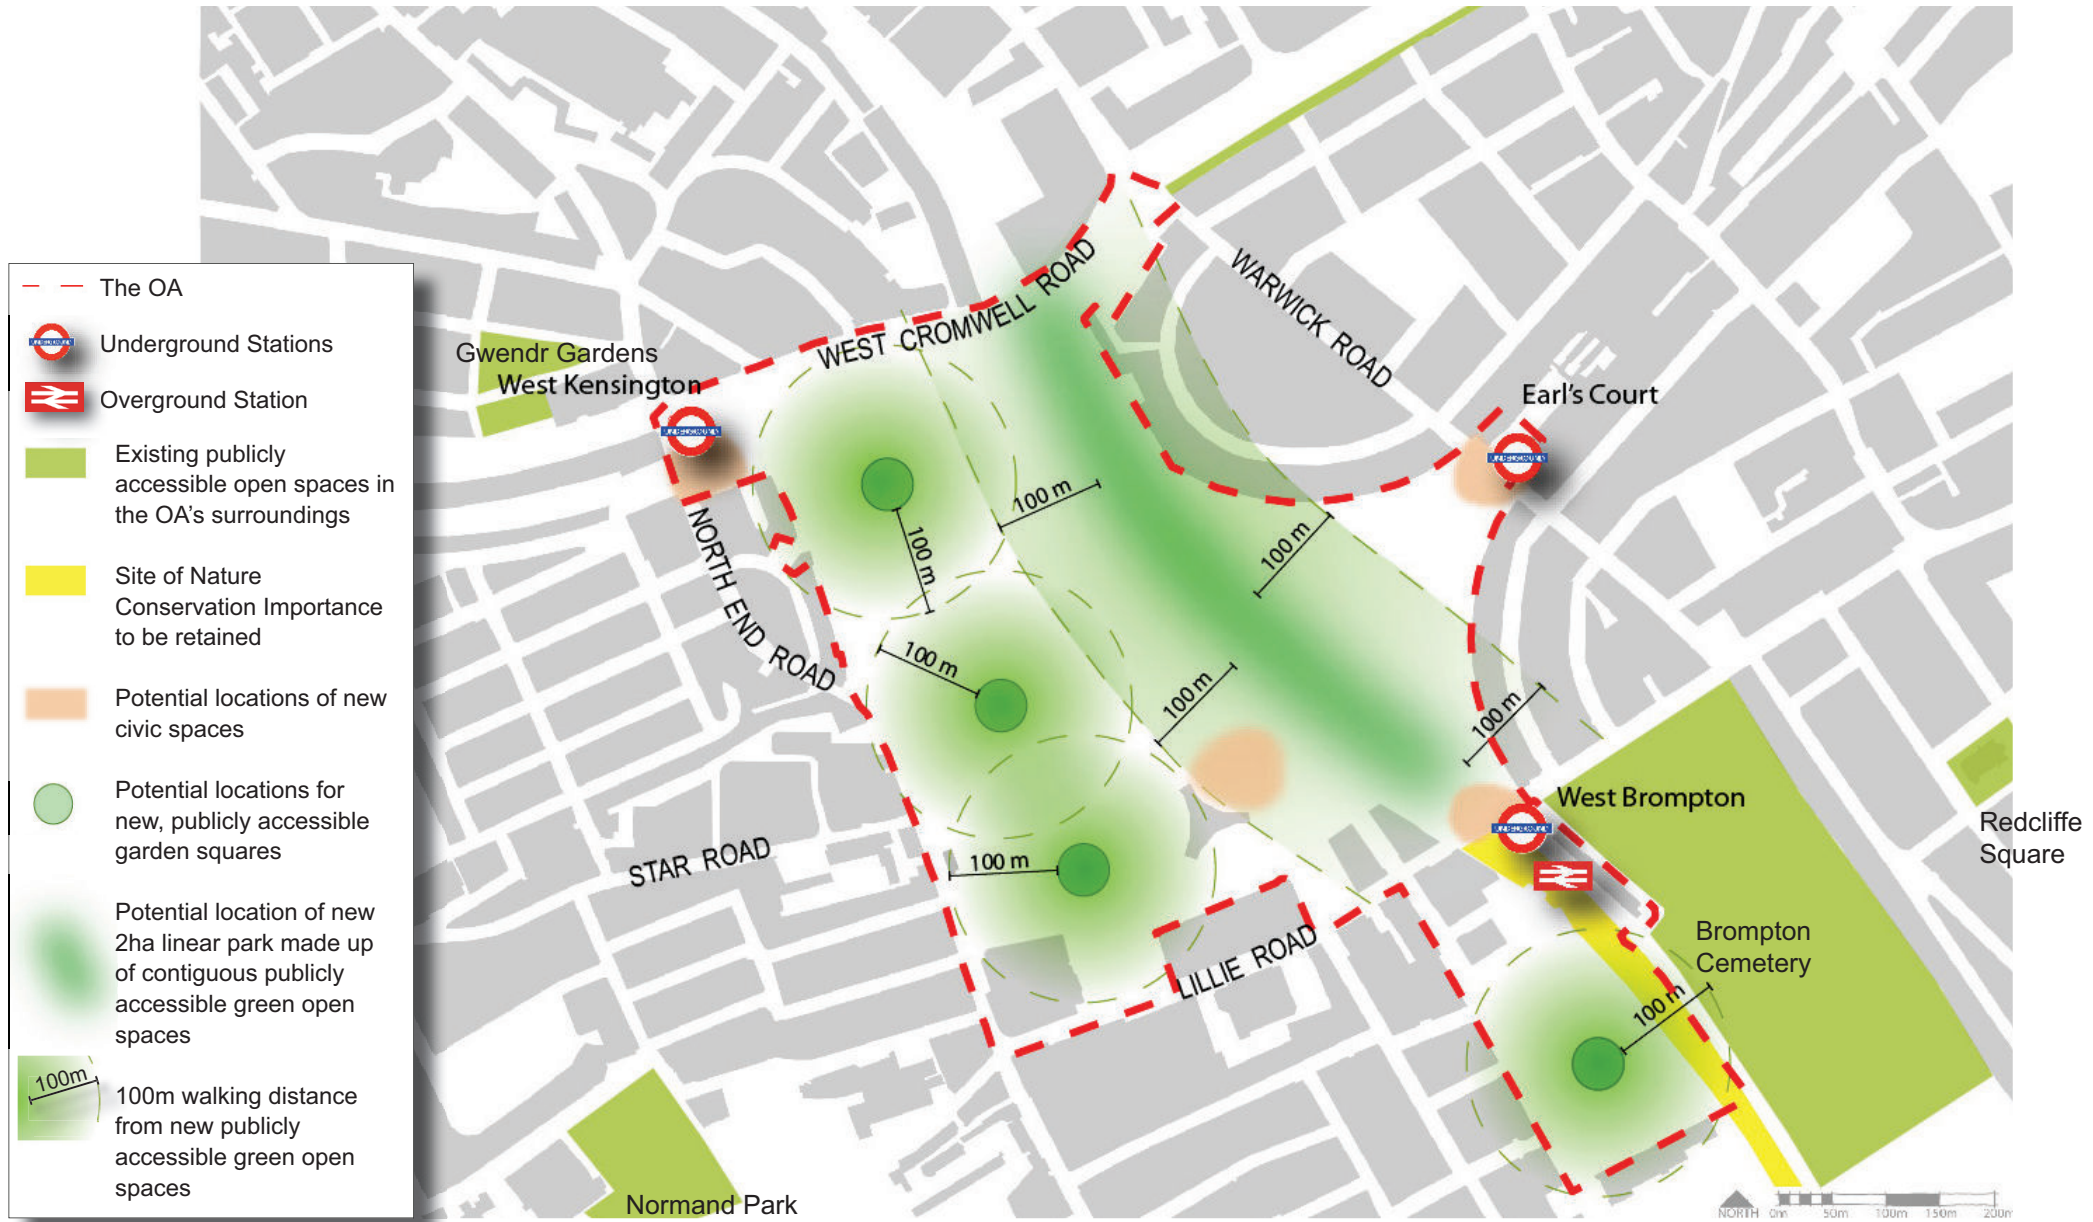 The OA
Underground Stations
Overground Station
Existing publicly
accessible open spaces in
the OA's surroundings
Site of Nature
Conservation Importance
to be retained
Potential locations of new
civic spaces
Potential locations for
new, publicly accessible
garden squares
Potential location of new
2ha linear park made up
of contiguous publicly
accessible green open
spaces
100m
100m walking distance
from new publicly
accessible green open
spaces
Gwendr Gardens
West Kensington
WEST CROMWELL ROAD
WARWICK ROAD
Earl's Court
NORTH END ROAD
100 m
100 m
100 m
100 m
100 m
100 m
100 m
100 m
STAR ROAD
LILLIE ROAD
West Brompton
Redcliffe
Square
Brompton
Cemetery
Normand Park
NORTH
0m 50m 100m 150m 200m